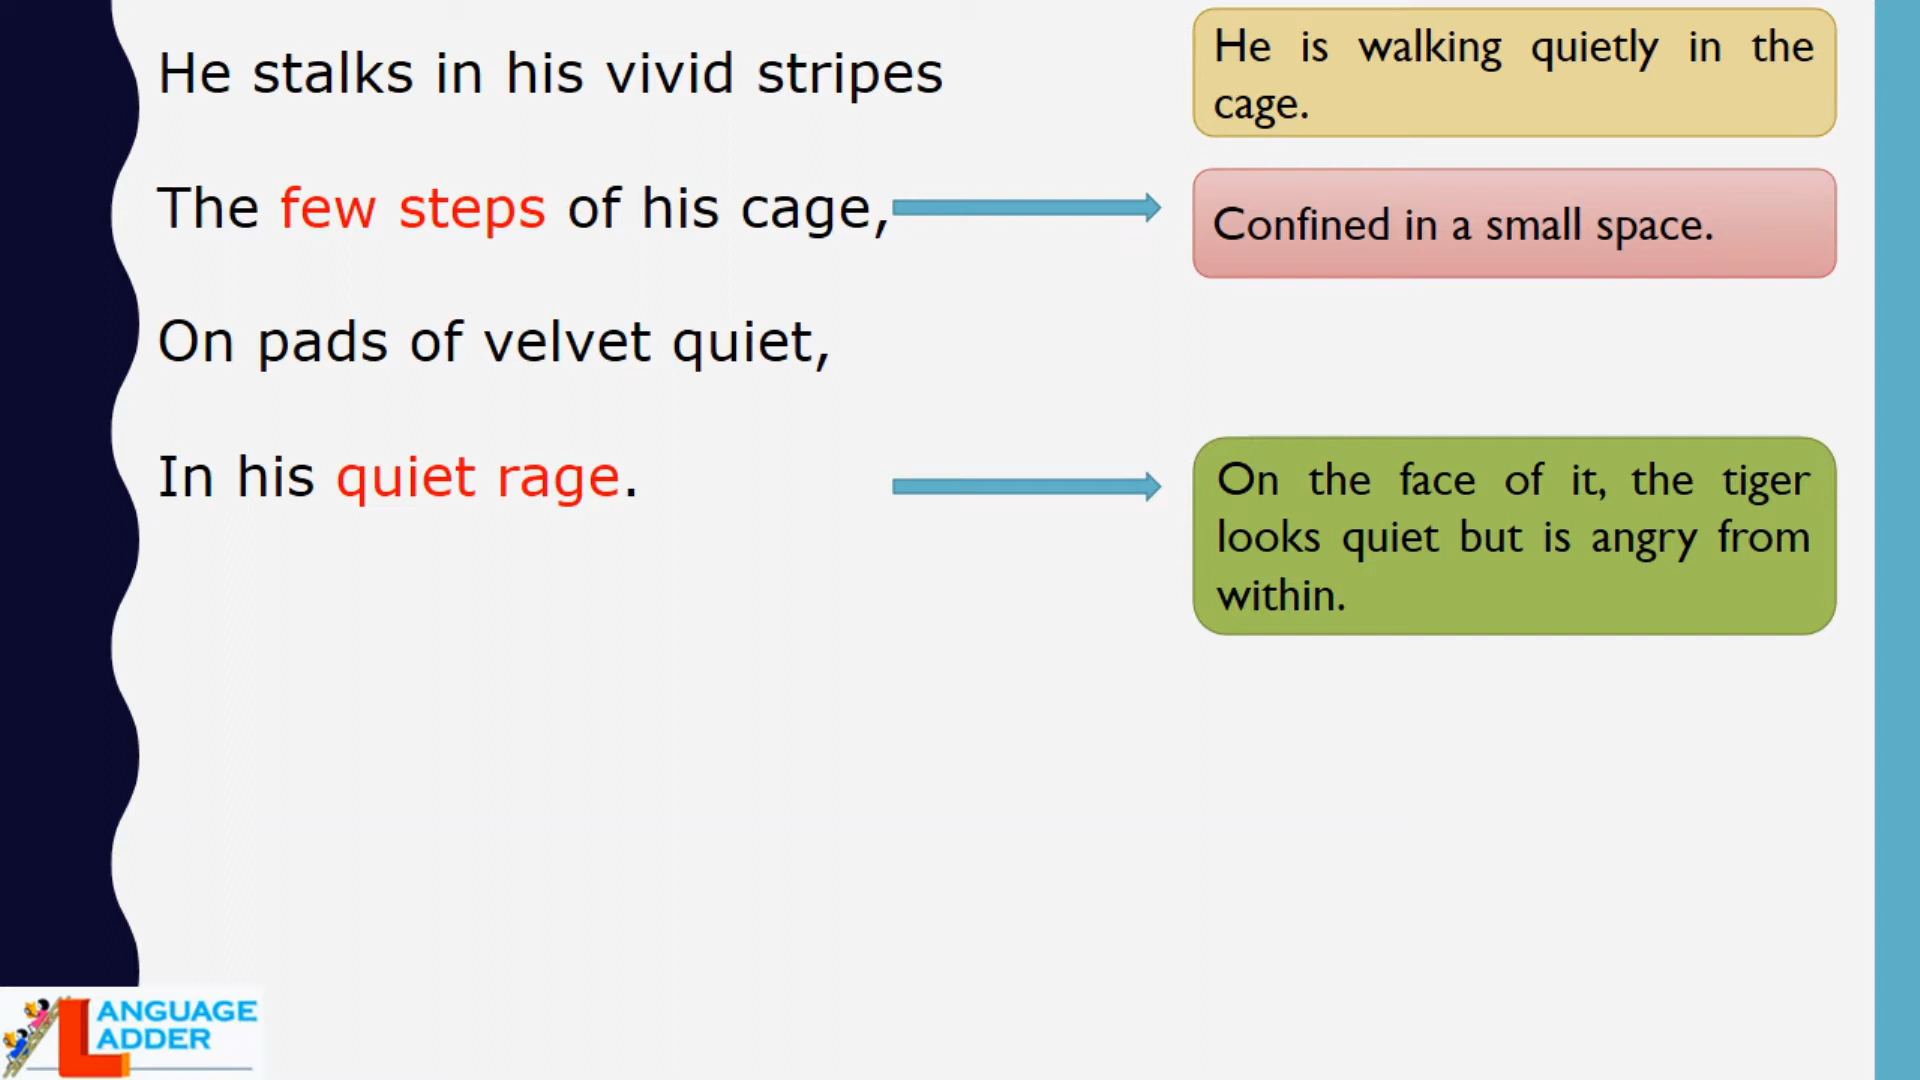 He stalks in his vivid stripes
He is walking quietly in the
cage.
The few steps of his cage,
Confined in a small space.
On pads of velvet quiet,
In his quiet rage.
On the face of it, the tiger
looks quiet but is angry from
within.
LANGUAGE
LADDER